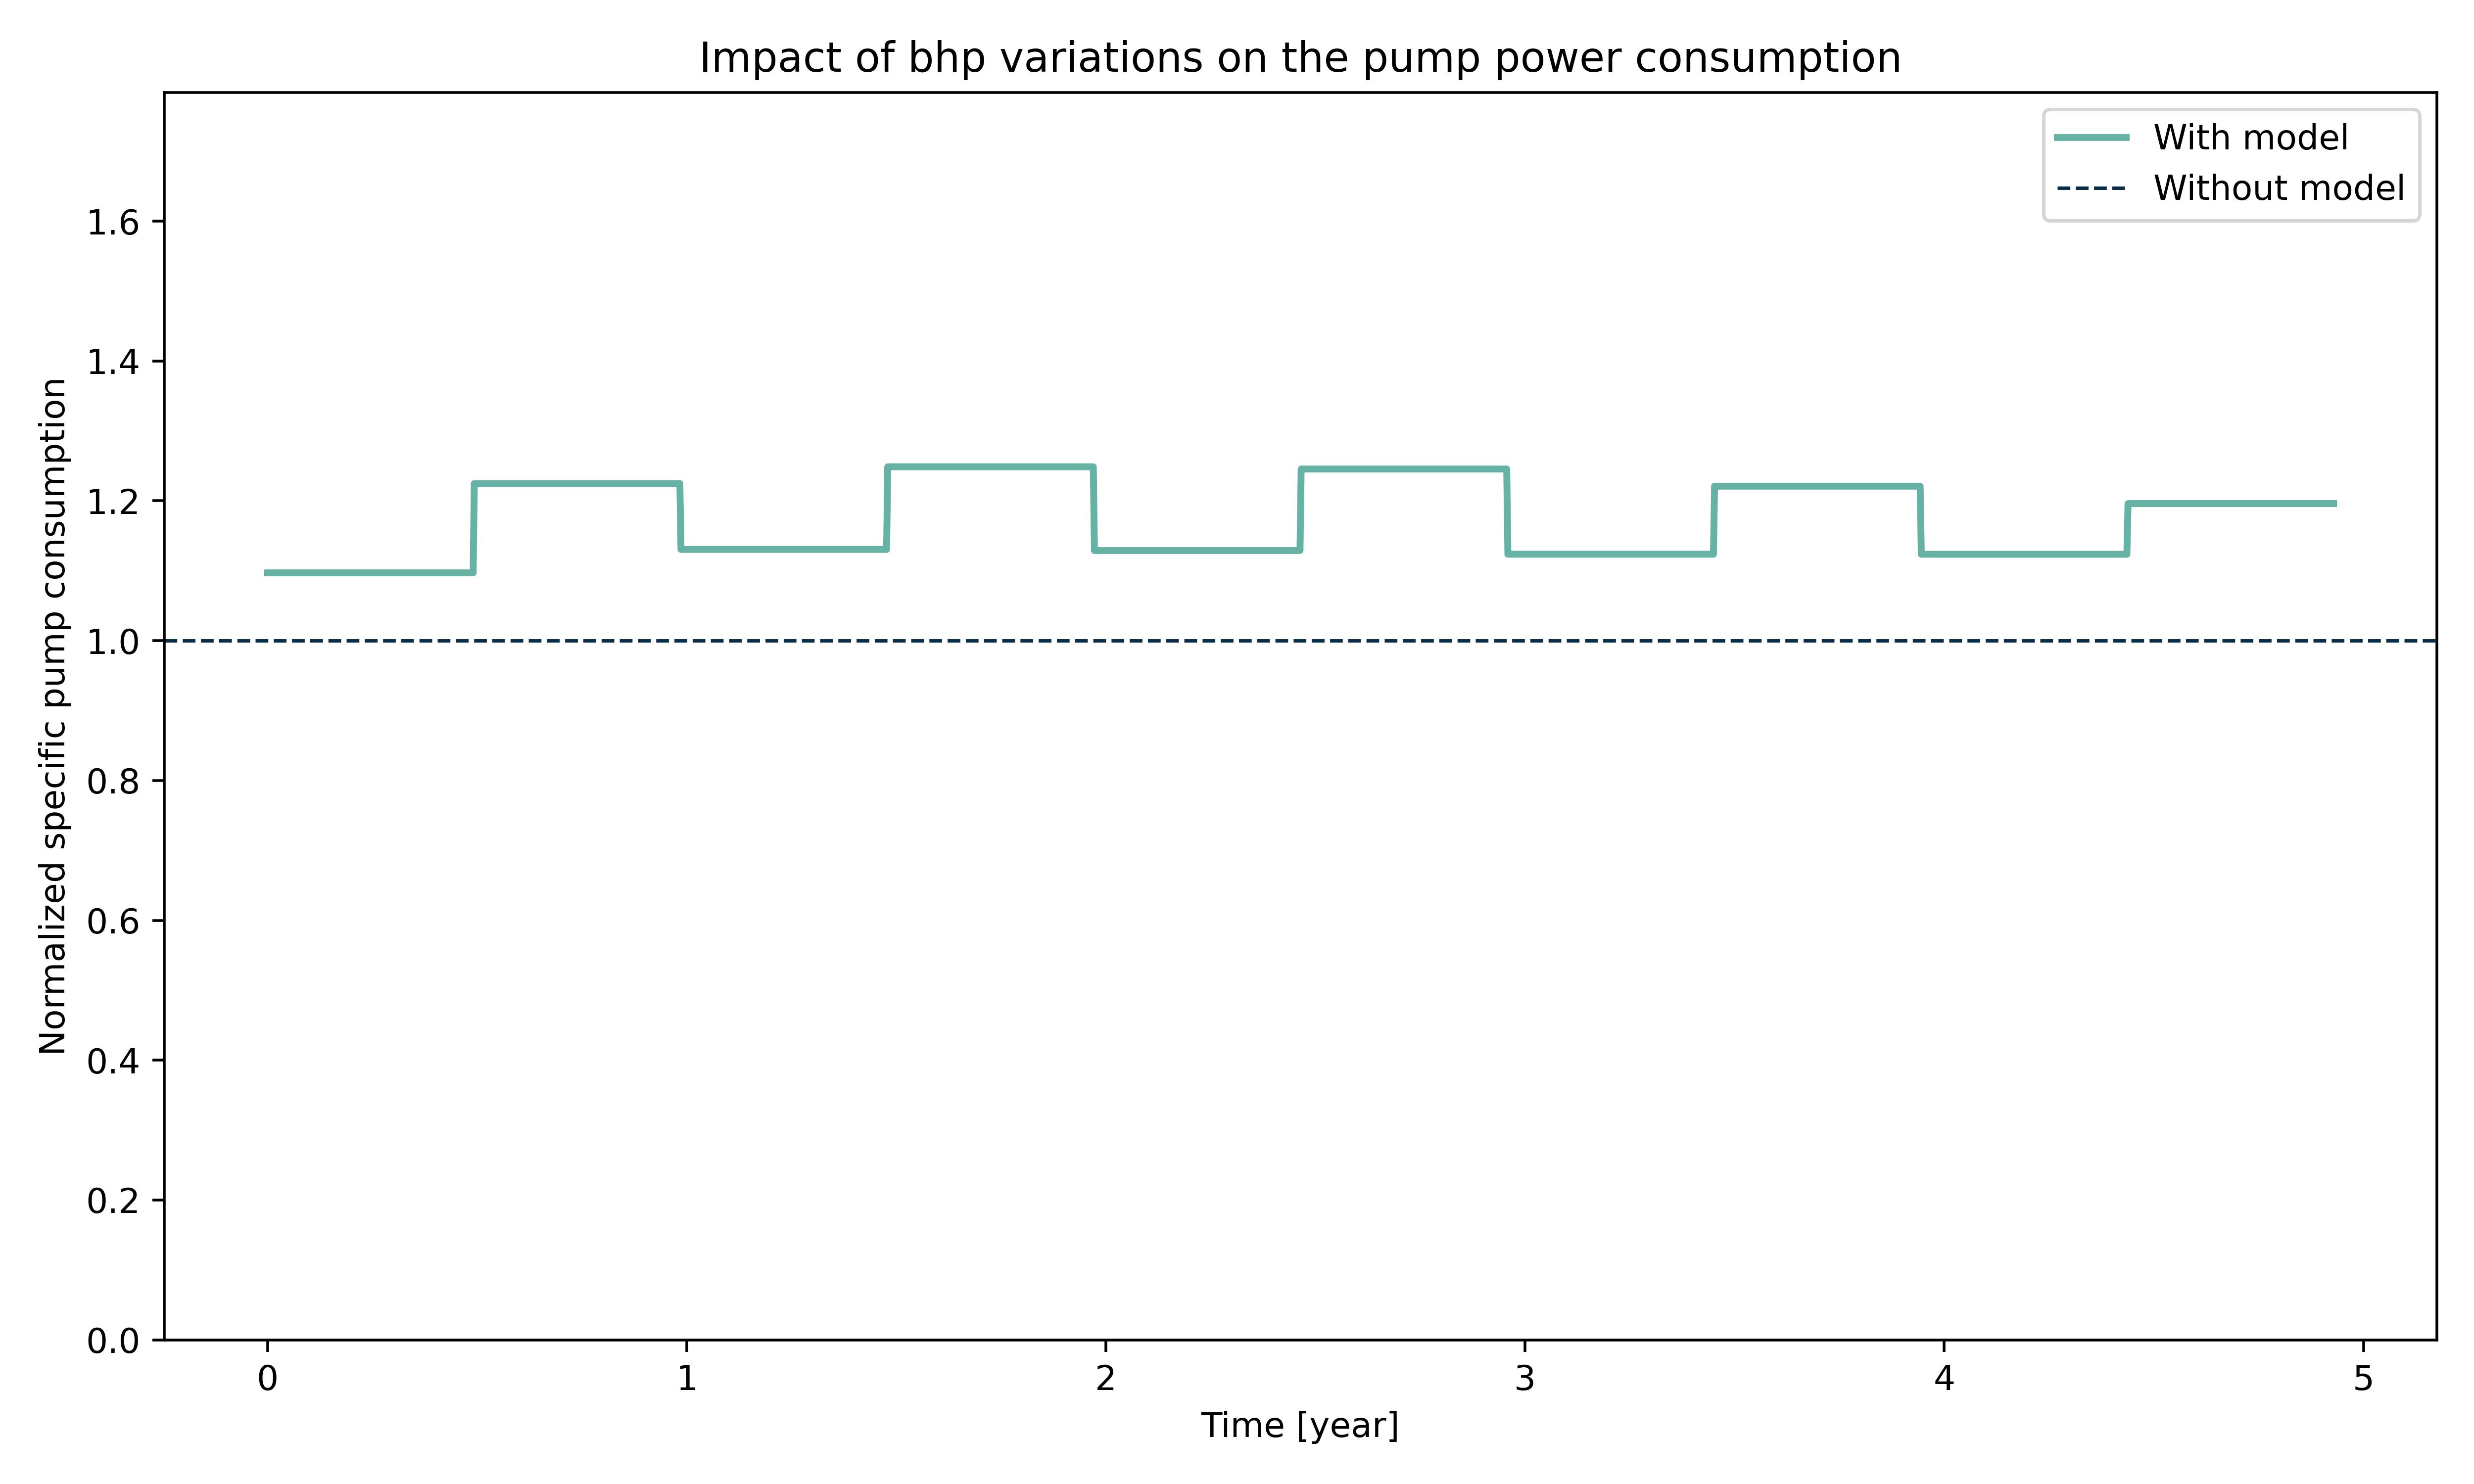 Impact of bhp variations on the pump power consumption
With model
Without model
Normalized specific pump consumption
1.6
1.4
1.2
1.0
0.8
0.6
0.4
0.2
0.0
0 1 2 3 4 5
Time [year]